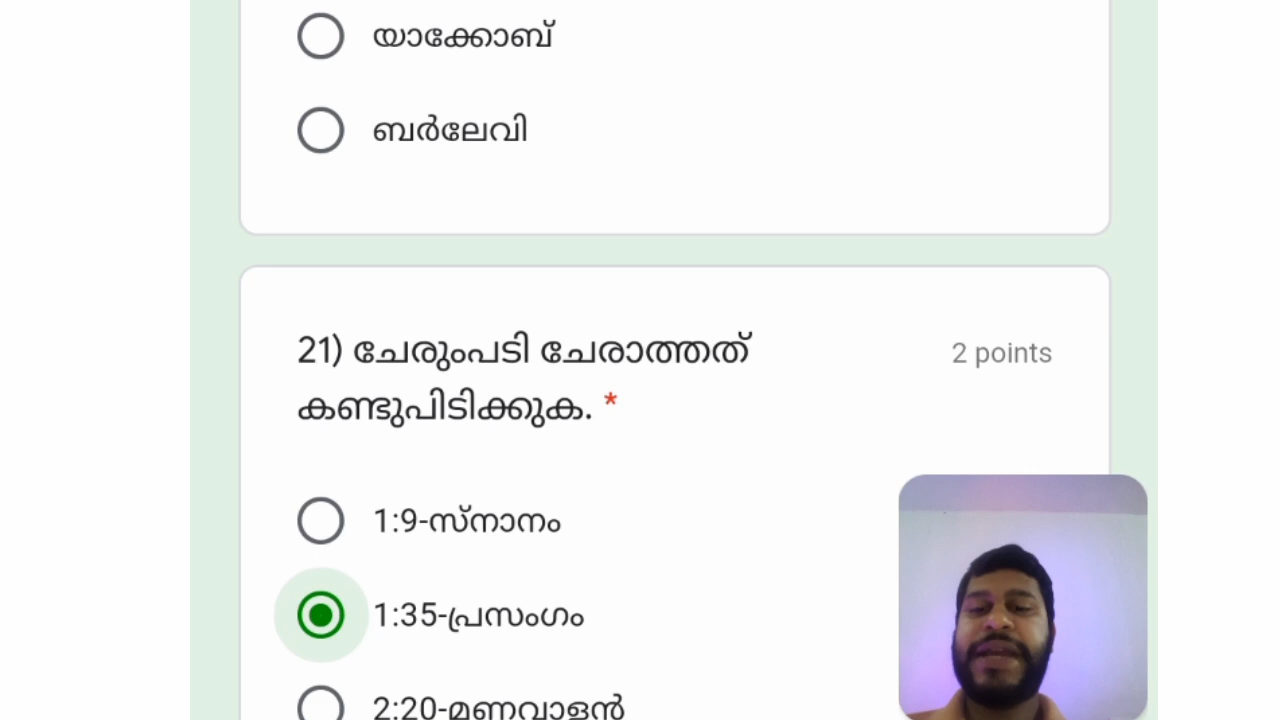 യാക്കോബ്
ബർലേവി
21) ചേരുംപടി ചേരാത്തത്
കണ്ടുപിടിക്കുക. *
2 points
1:9-സ്നാനം
1:35-പ്രസംഗം
2:20-മണവാളൻ